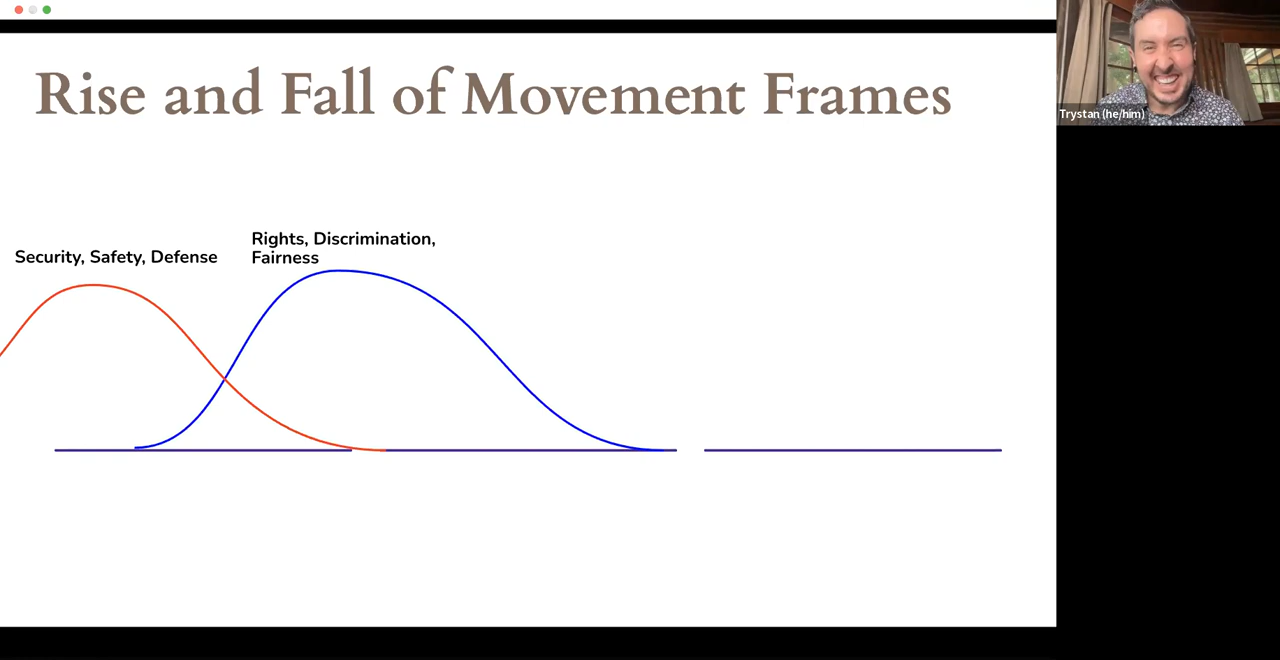 Rise and Fall of Movement Frames
Trystan (he/him)
Security, Safety, Defense
Rights, Discrimination,
Fairness